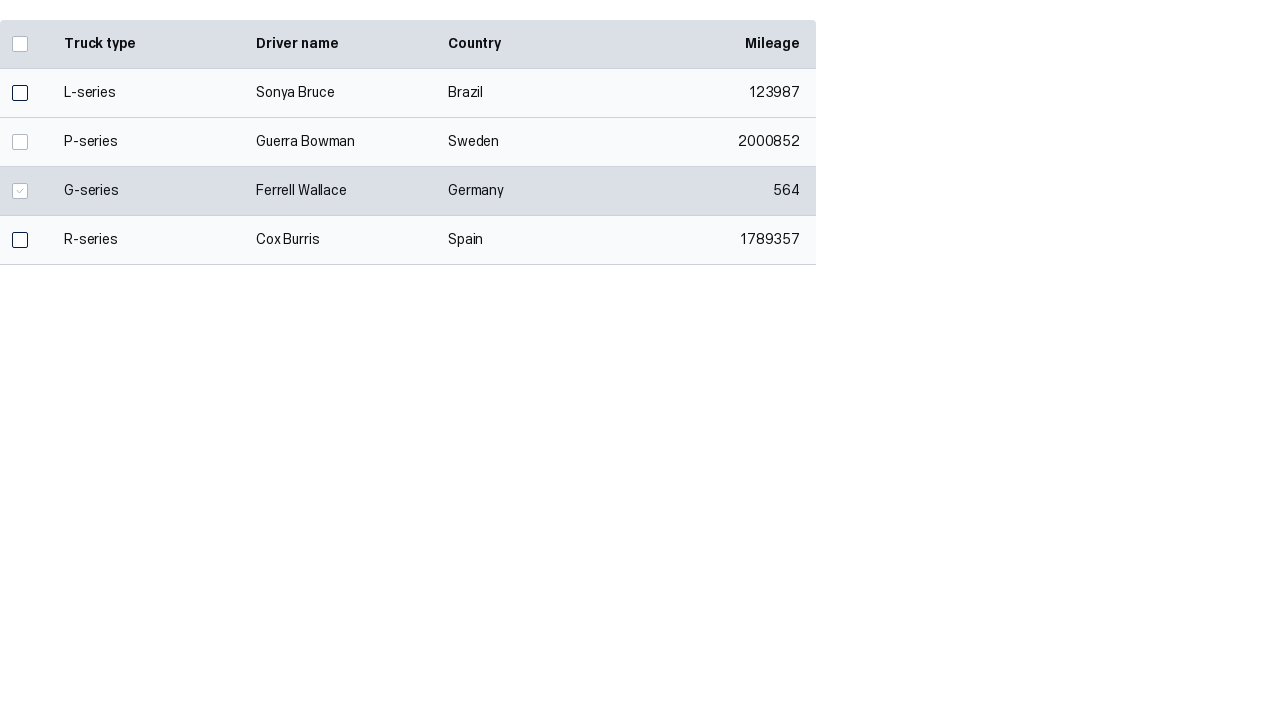 Truck type Driver name Country Mileage
L-series Sonya Bruce Brazil 123987
P-series Guerra Bowman Sweden 2000852
G-series Ferrell Wallace Germany 564
R-series Cox Burris Spain 1789357